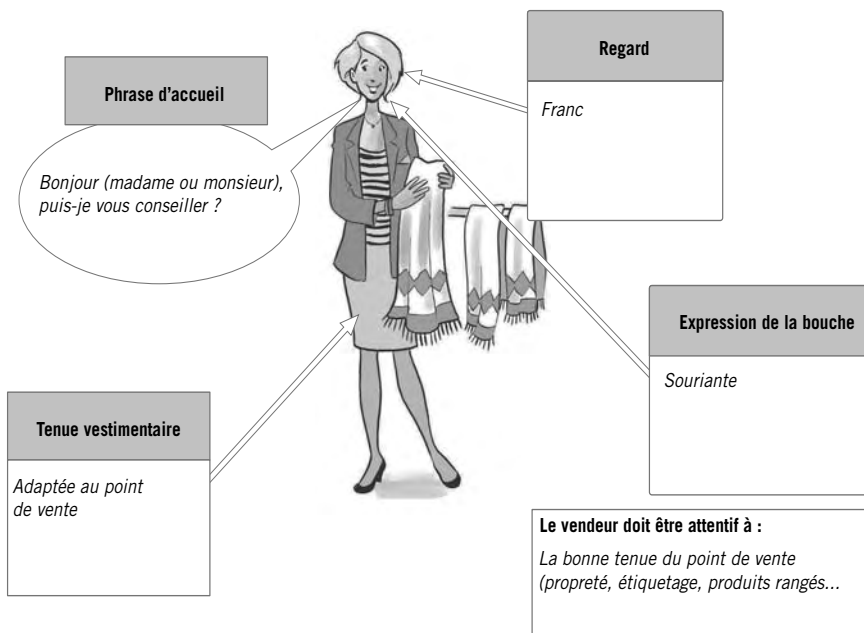 Phrase d'accueil
Bonjour (madame ou monsieur),
puis-je vous conseiller ?
Regard
Franc
Expression de la bouche
Souriante
Tenue vestimentaire
Adaptée au point
de vente
Le vendeur doit être attentif à :
La bonne tenue du point de vente
(propreté, étiquetage, produits rangés...